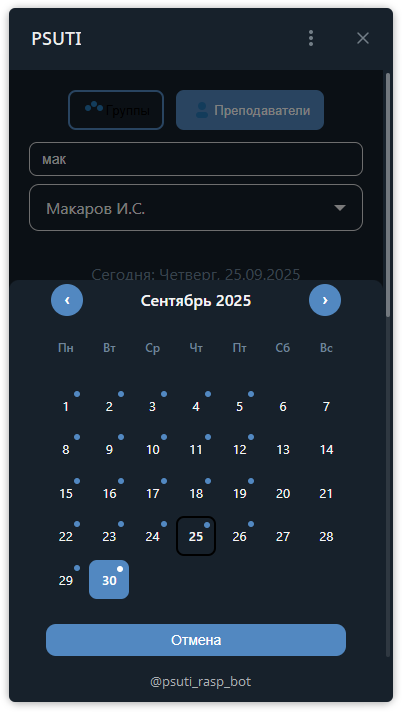 PSUTI
Группы Преподаватели
мак
Макаров И.С.
Сегодня: Четверг, 25.09.2025
‹ Сентябрь 2025 ›
Пн Вт Ср Чт Пт Сб Вс
1 2 3 4 5 6 7
8 9 10 11 12 13 14
15 16 17 18 19 20 21
22 23 24 25 26 27 28
29 30
Отмена
@psuti_rasp_bot